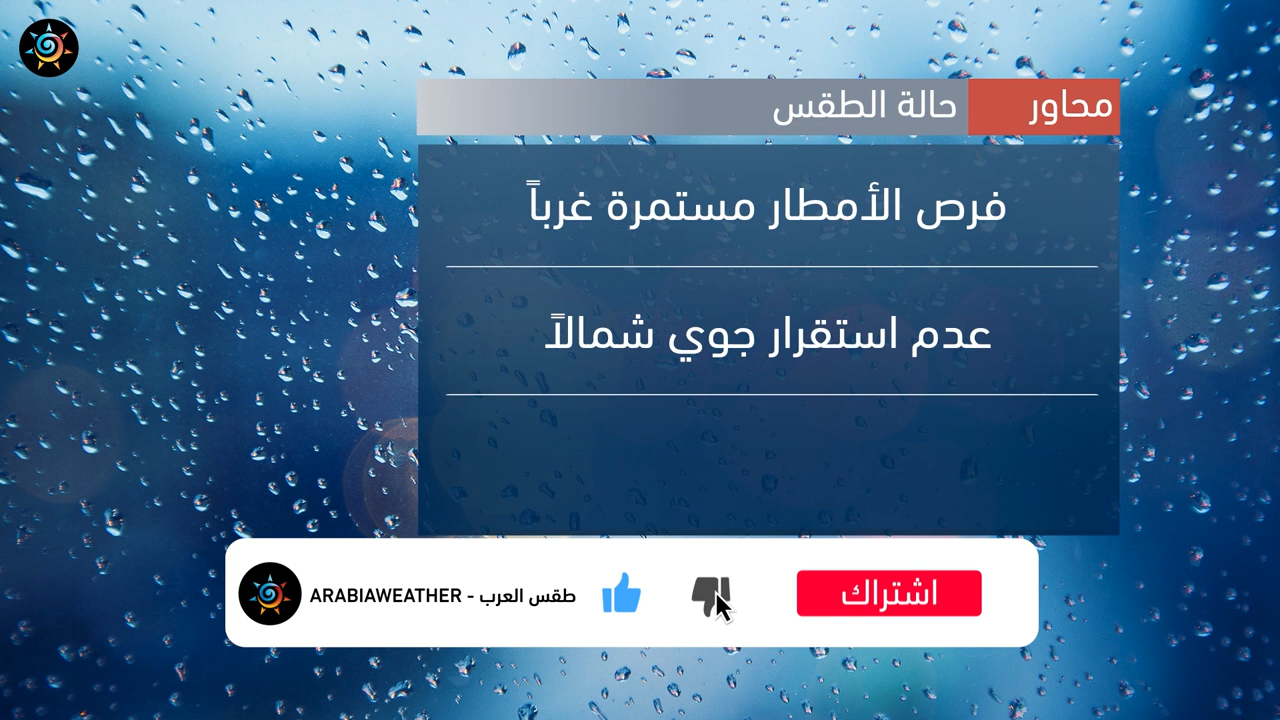 محاور حالة الطقس
فرص الأمطار مستمرة غرباً
عدم استقرار جوي شمالاً
ARABIAWEATHER - طقس العرب
اشتراك